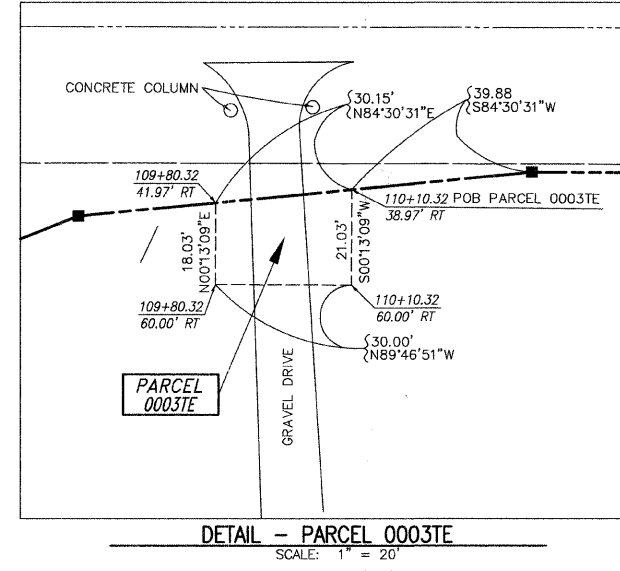 CONCRETE COLUMN
30.15'
N84°30'31"E
39.88
S84°30'31"W
109+80.32
41.97' RT
110+10.32 POB PARCEL 0003TE
38.97' RT
18.03'
N00°13'09"E
21.03'
S00°13'09"W
109+80.32
60.00' RT
110+10.32
60.00' RT
30.00'
N89°46'51"W
PARCEL
0003TE
GRAVEL DRIVE
DETAIL – PARCEL 0003TE
SCALE: 1" = 20'